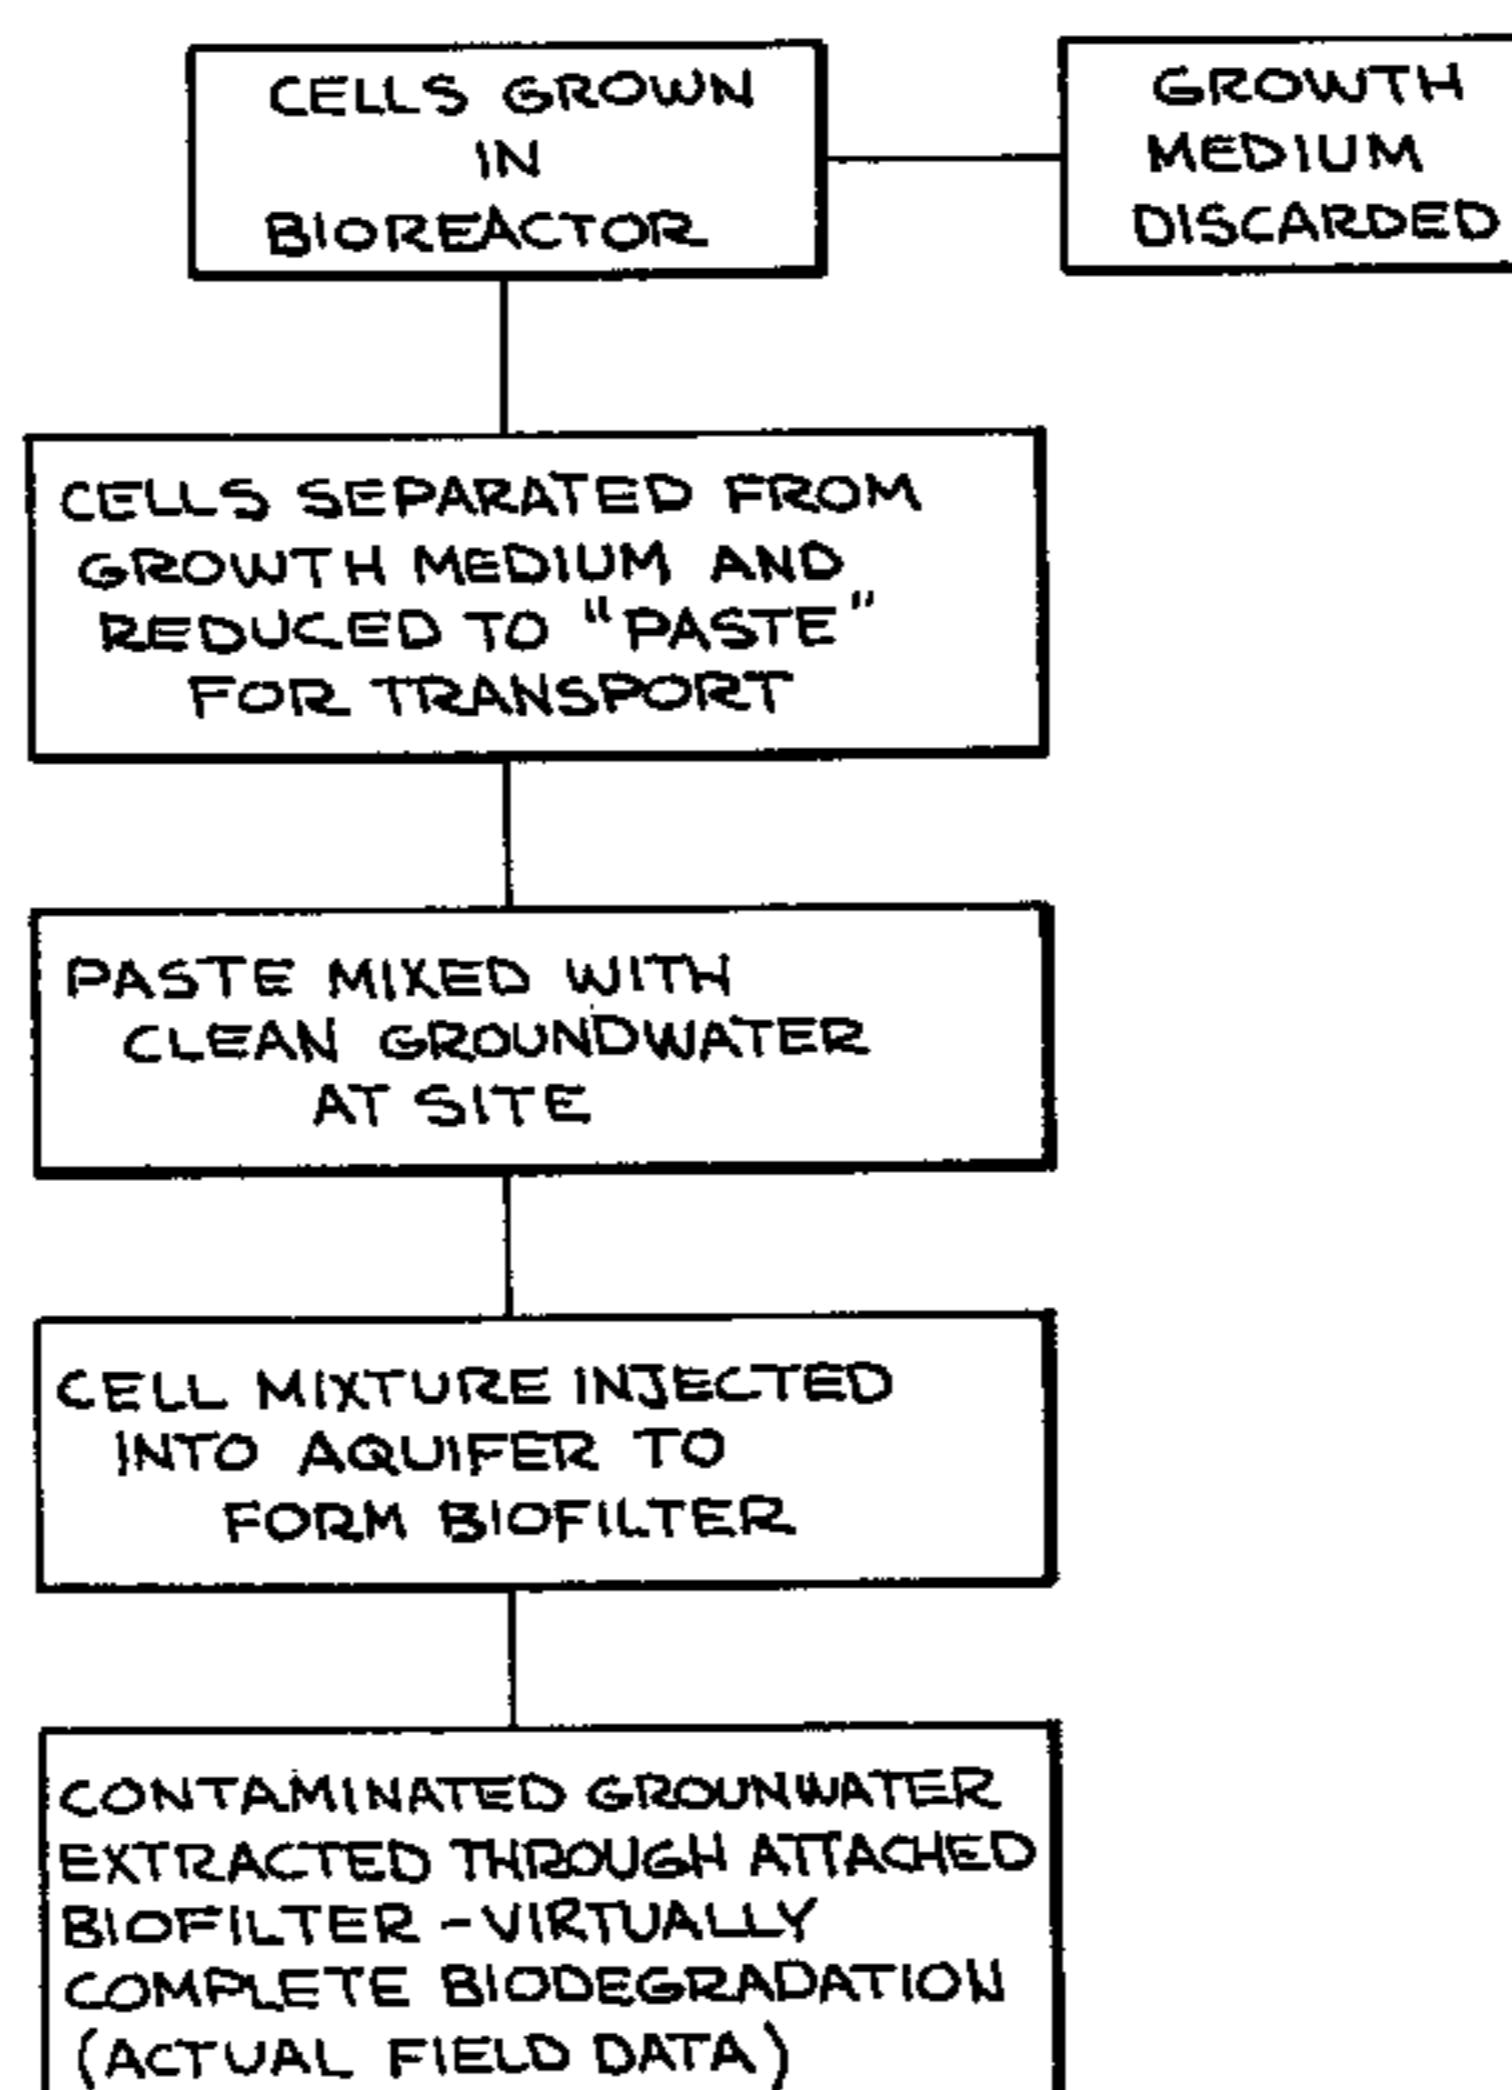 CELLS GROWN
IN
BIOREACTOR
GROWTH
MEDIUM
DISCARDED
CELLS SEPARATED FROM
GROWTH MEDIUM AND
REDUCED TO "PASTE"
FOR TRANSPORT
PASTE MIXED WITH
CLEAN GROUNDWATER
AT SITE
CELL MIXTURE INJECTED
INTO AQUIFER TO
FORM BIOFILTER
CONTAMINATED GROUNWATER
EXTRACTED THROUGH ATTACHED
BIOFILTER - VIRTUALLY
COMPLETE BIODEGRADATION
(ACTUAL FIELD DATA)